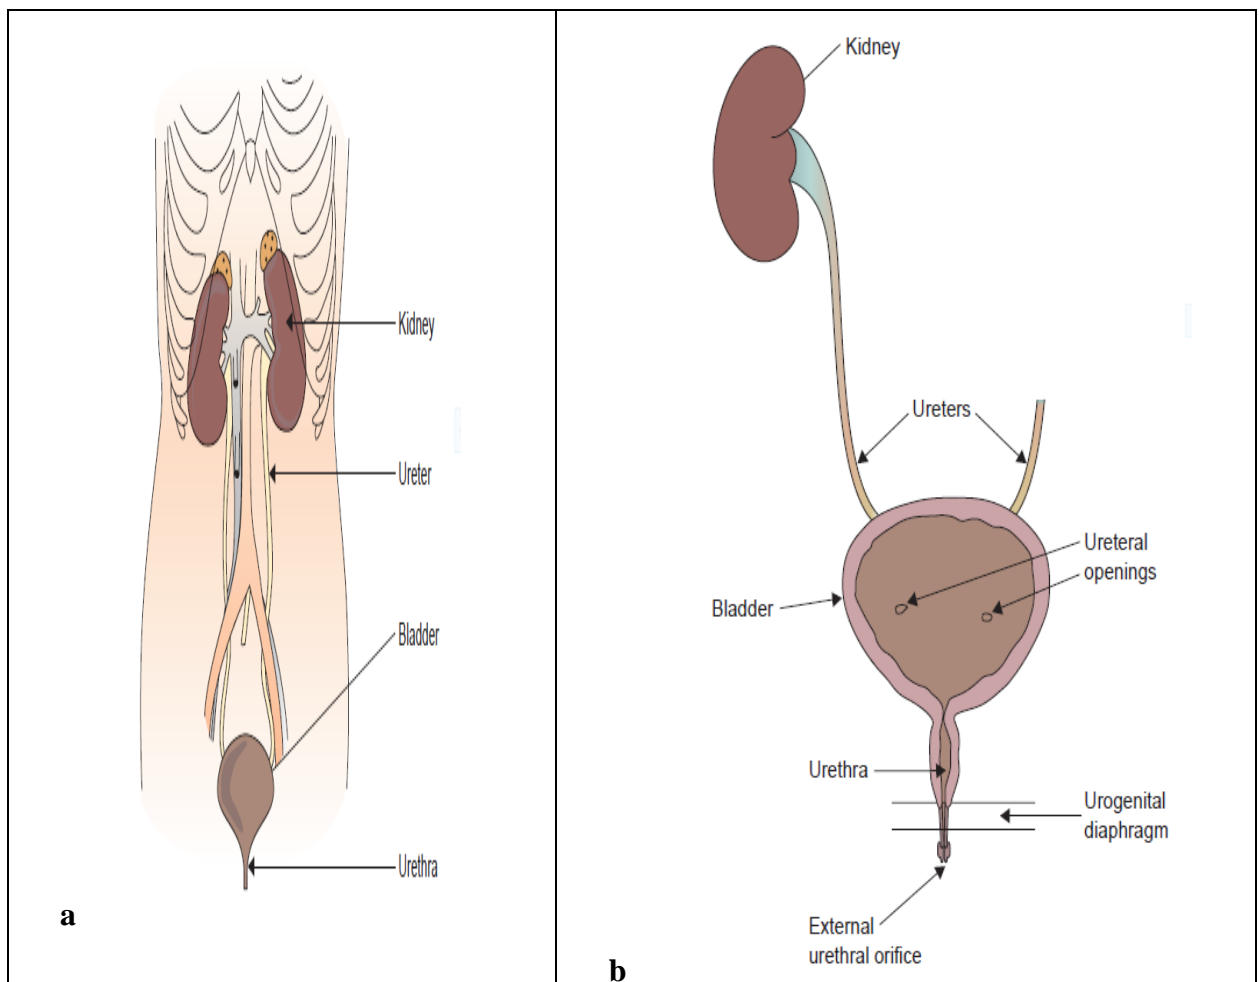 Kidney
Ureter
Bladder
Urethra
a
Kidney
Ureters
Ureteral
openings
Bladder
Urethra
Urogenital
diaphragm
External
urethral orifice
b